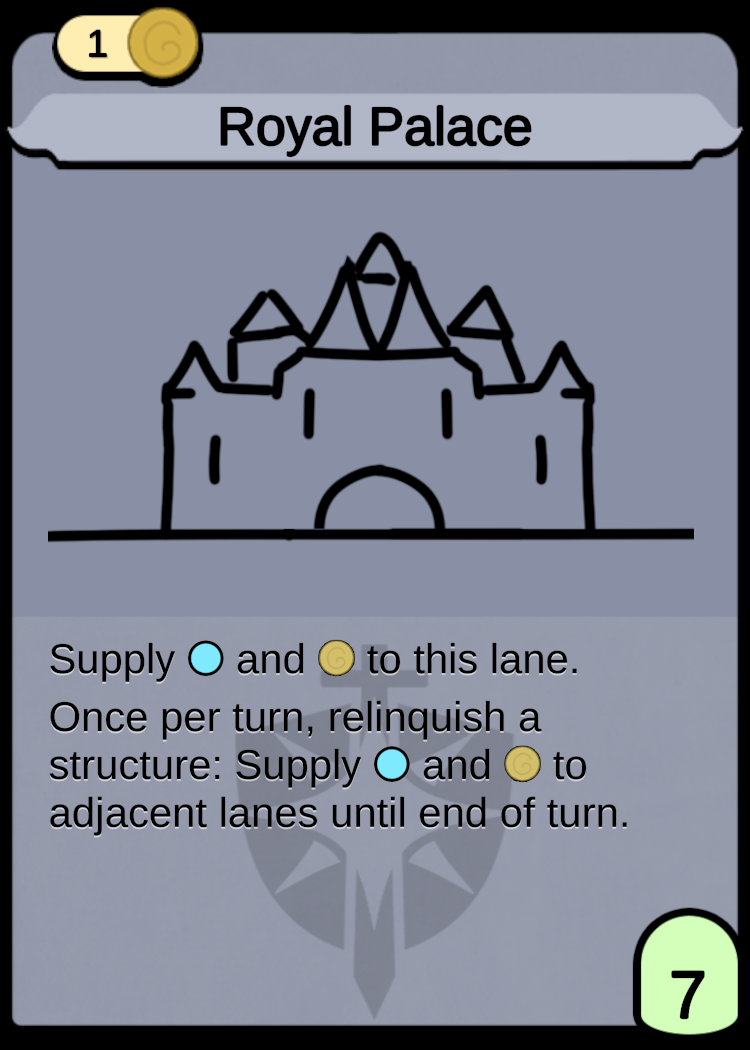 1
Royal Palace
Supply and to this lane.
Once per turn, relinquish a
structure: Supply and to
adjacent lanes until end of turn.
7